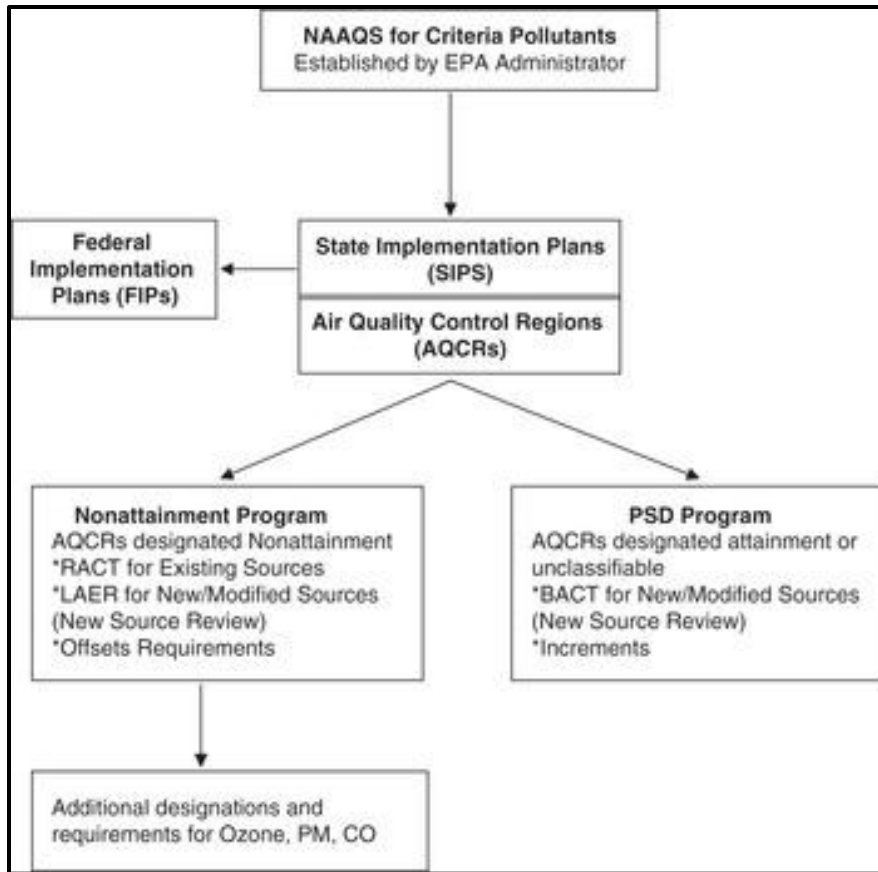 NAAQS for Criteria Pollutants
Established by EPA Administrator
Federal
Implementation
Plans (FIPs)
State Implementation Plans
(SIPS)
Air Quality Control Regions
(AQCRs)
Nonattainment Program
AQCRs designated Nonattainment
*RACT for Existing Sources
*LAER for New/Modified Sources
(New Source Review)
*Offsets Requirements
PSD Program
AQCRs designated attainment or
unclassifiable
*BACT for New/Modified Sources
(New Source Review)
*Increments
Additional designations and
requirements for Ozone, PM, CO